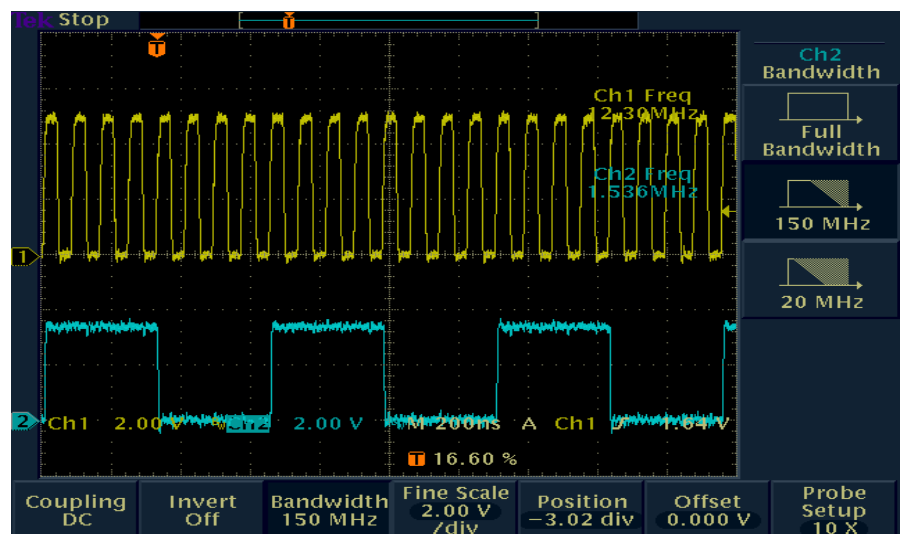 Tek Stop
T
T
Ch1 Freq
12.30MHz
Ch2 Freq
1.536MHz
1
2
Ch1 2.00 V Ch2 2.00 V M 200ns A Ch1 1.64 V
T 16.60 %
Ch2
Bandwidth
Full
Bandwidth
150 MHz
20 MHz
Coupling
DC
Invert
Off
Bandwidth
150 MHz
Fine Scale
2.00 V
/div
Position
−3.02 div
Offset
0.000 V
Probe
Setup
10 X